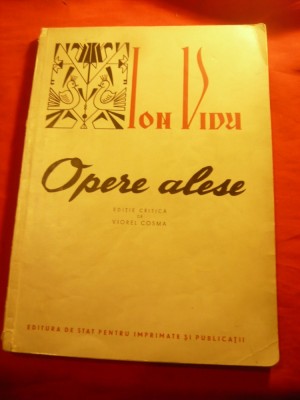 Ion Vidu
Opere alese
EDIȚIE CRITICĂ
DE
VIOREL COSMA
EDITURA DE STAT PENTRU IMPRIMATE ȘI PUBLICAȚII